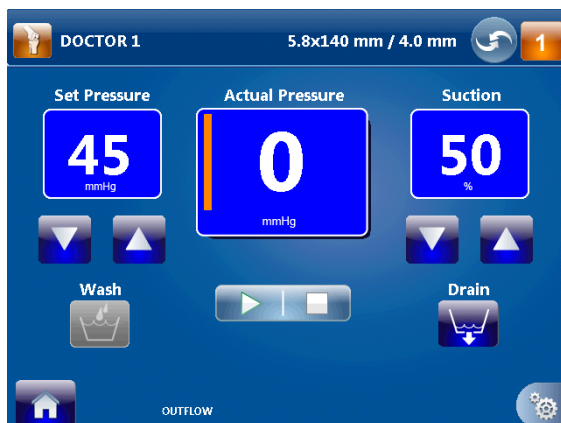 DOCTOR 1
5.8x140 mm / 4.0 mm
1
Set Pressure
Actual Pressure
Suction
45
mmHg
0
mmHg
50
%
Wash
Drain
OUTFLOW